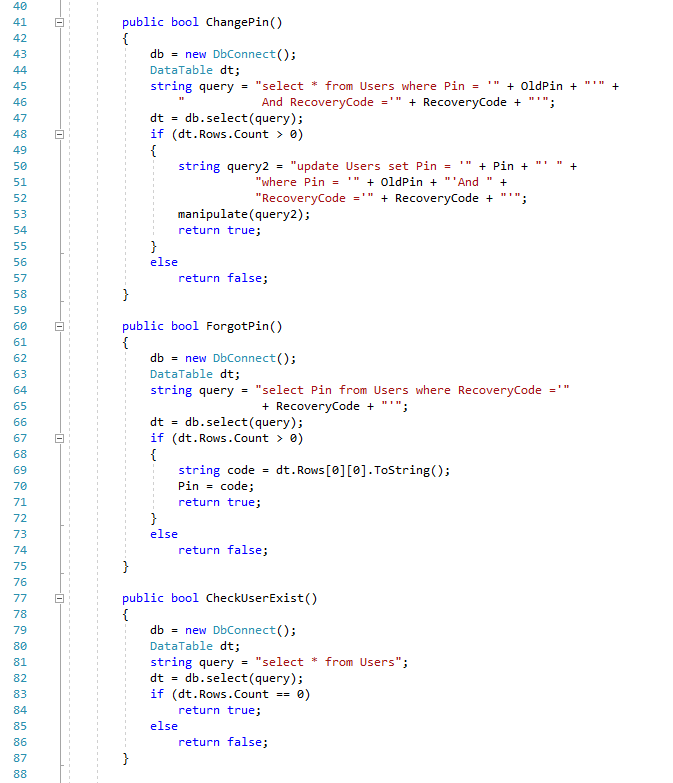 40
41 public bool ChangePin()
42 {
43 db = new DbConnect();
44 DataTable dt;
45 string query = "select * from Users where Pin = '" + OldPin + "'" +
46 "           And RecoveryCode ='" + RecoveryCode + "'";
47 dt = db.select(query);
48 if (dt.Rows.Count > 0)
49 {
50 string query2 = "update Users set Pin = '" + Pin + "' " +
51 "where Pin = '" + OldPin + "'And " +
52 "RecoveryCode ='" + RecoveryCode + "'";
53 manipulate(query2);
54 return true;
55 }
56 else
57 return false;
58 }
59
60 public bool ForgotPin()
61 {
62 db = new DbConnect();
63 DataTable dt;
64 string query = "select Pin from Users where RecoveryCode ='"
65 + RecoveryCode + "'";
66 dt = db.select(query);
67 if (dt.Rows.Count > 0)
68 {
69 string code = dt.Rows[0][0].ToString();
70 Pin = code;
71 return true;
72 }
73 else
74 return false;
75 }
76
77 public bool CheckUserExist()
78 {
79 db = new DbConnect();
80 DataTable dt;
81 string query = "select * from Users";
82 dt = db.select(query);
83 if (dt.Rows.Count == 0)
84 return true;
85 else
86 return false;
87 }
88